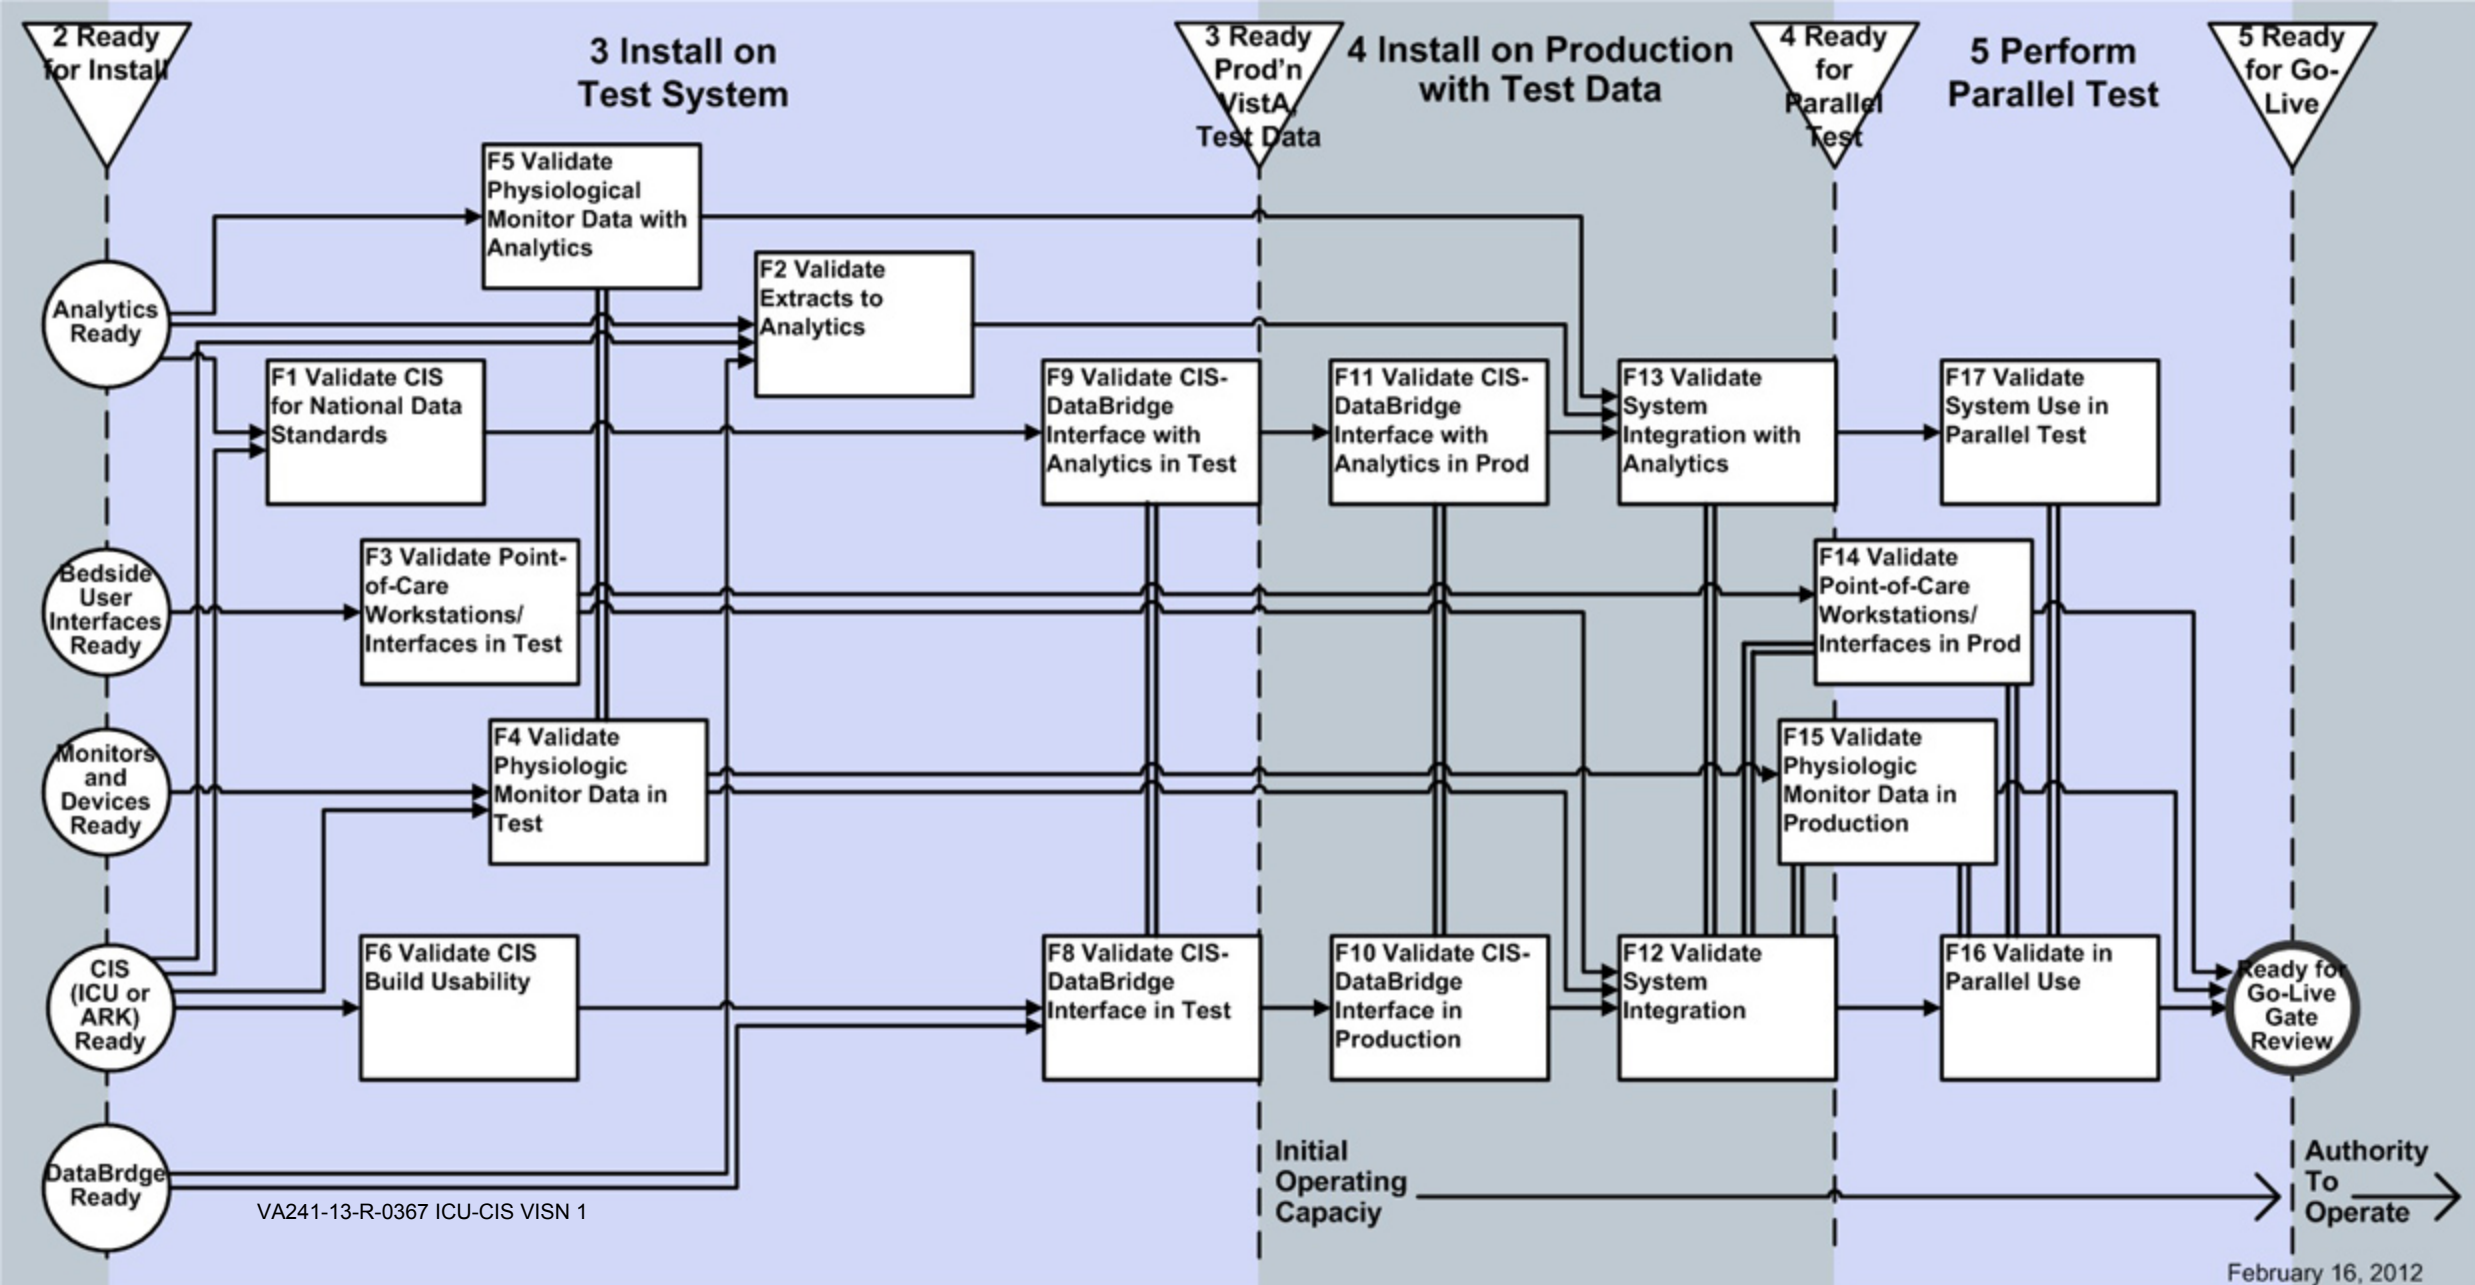 2 Ready
for Install
3 Install on
Test System
3 Ready
Prod'n
VistA,
Test Data
4 Install on Production
with Test Data
4 Ready
for
Parallel
Test
5 Perform
Parallel Test
5 Ready
for Go-
Live
F5 Validate
Physiological
Monitor Data with
Analytics
F2 Validate
Extracts to
Analytics
Analytics
Ready
F1 Validate CIS
for National Data
Standards
F9 Validate CIS-
DataBridge
Interface with
Analytics in Test
F11 Validate CIS-
DataBridge
Interface with
Analytics in Prod
F13 Validate
System
Integration with
Analytics
F17 Validate
System Use in
Parallel Test
Bedside
User
Interfaces
Ready
F3 Validate Point-
of-Care
Workstations/
Interfaces in Test
F14 Validate
Point-of-Care
Workstations/
Interfaces in Prod
Monitors
and
Devices
Ready
F4 Validate
Physiologic
Monitor Data in
Test
F15 Validate
Physiologic
Monitor Data in
Production
CIS
(ICU or
ARK)
Ready
F6 Validate CIS
Build Usability
F8 Validate CIS-
DataBridge
Interface in Test
F10 Validate CIS-
DataBridge
Interface in
Production
F12 Validate
System
Integration
F16 Validate in
Parallel Use
Ready for
Go-Live
Gate
Review
DataBrdge
Ready
VA241-13-R-0367 ICU-CIS VISN 1
Initial
Operating
Capaciy
Authority
To
Operate
February 16, 2012